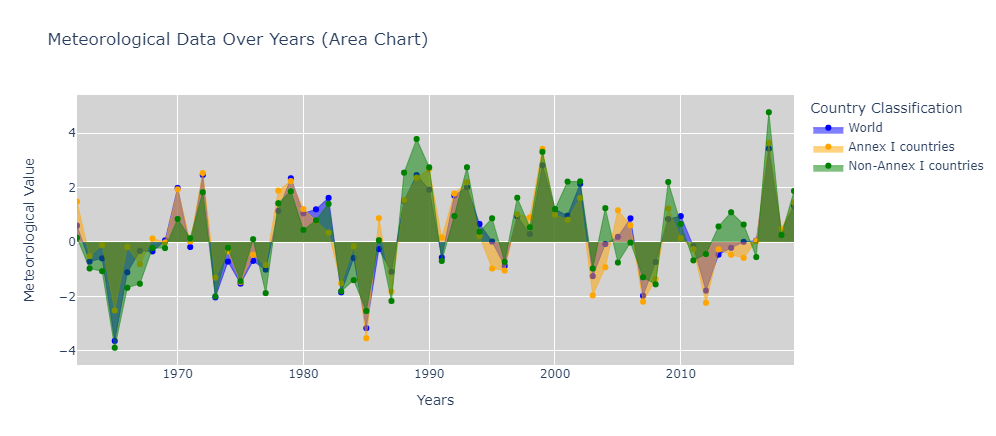 Meteorological Data Over Years (Area Chart)
Country Classification
World
Annex I countries
Non-Annex I countries
Meteorological Value
4
2
0
−2
−4
1970
1980
1990
2000
2010
Years